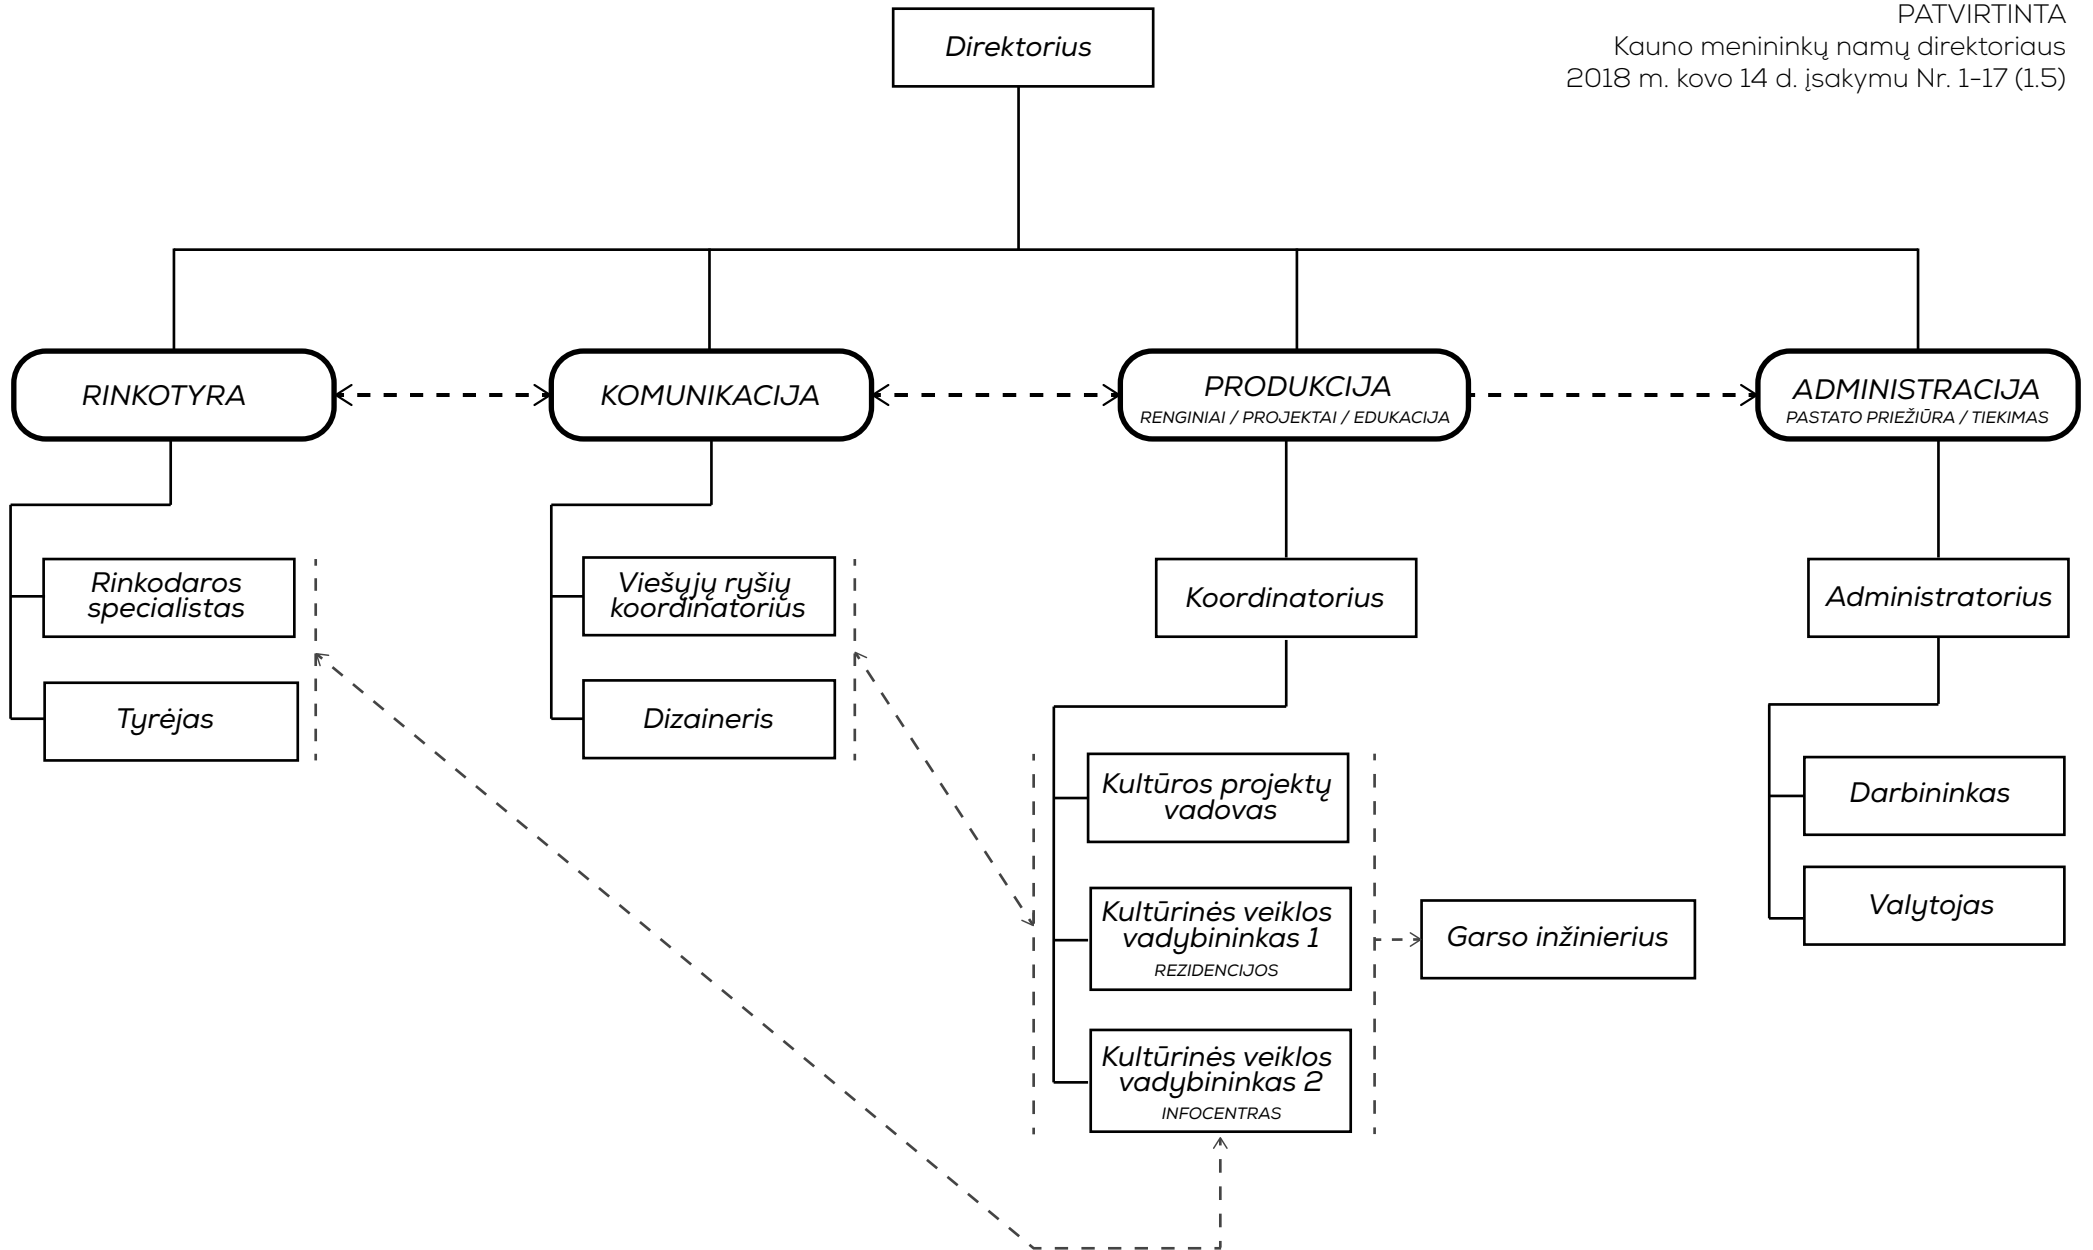 PATVIRTINTA
Kauno menininkų namų direktoriaus
2018 m. kovo 14 d. įsakymu Nr. 1-17 (1.5)
Direktorius
RINKOTYRA
KOMUNIKACIJA
PRODUKCIJA
RENGINIAI / PROJEKTAI / EDUKACIJA
ADMINISTRACIJA
PASTATO PRIEŽIŪRA / TIEKIMAS
Rinkodaros
specialistas
Tyrėjas
Viešųjų ryšių
koordinatorius
Dizaineris
Koordinatorius
Kultūros projektų
vadovas
Kultūrinės veiklos
vadybininkas 1
REZIDENCIJOS
Kultūrinės veiklos
vadybininkas 2
INFOCENTRAS
Garso inžinierius
Administratorius
Darbininkas
Valytojas